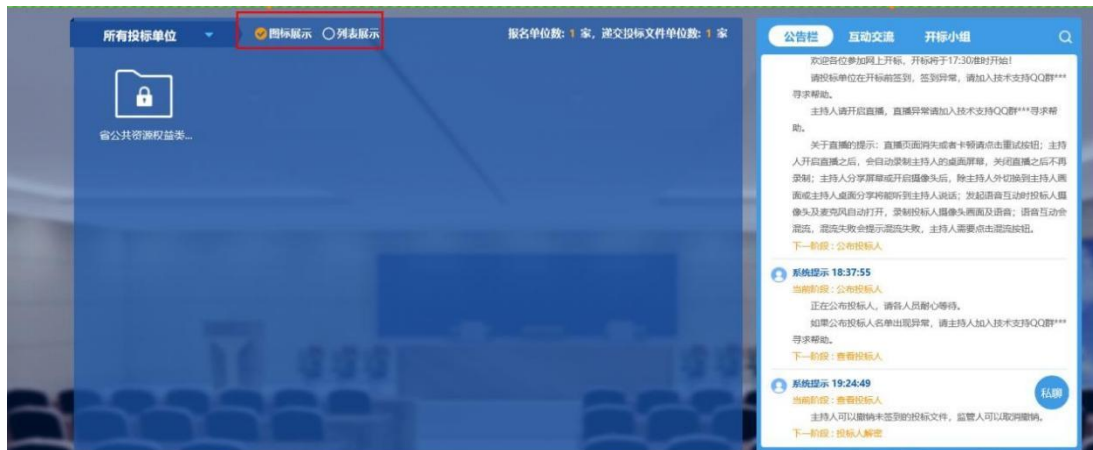 所有投标单位
图标展示 列表展示
报名单位数: 1 家, 递交投标文件单位数: 1 家
省公共资源权益类...
公告栏 互动交流 开标小组
欢迎各位参加网上开标, 开标将于17:30准时开始!
请投标单位在开标前签到, 签到异常, 请加入技术支持QQ群***
寻求帮助。
主持人请开启直播, 直播异常请加入技术支持QQ群***寻求帮
助。
关于直播的提示: 直播页面消失或者卡顿请点击重试按钮; 主持
人开启直播之后, 会自动录制主持人的桌面屏幕, 关闭直播之后不再
录制; 主持人分享屏幕或开启摄像头后, 除主持人外切换到主持人画
面或主持人桌面分享将能听到主持人说话; 发起语音互动时投标人摄
像头及麦克风自动打开, 录制投标人摄像头画面及语音; 语音互动会
混流, 混流失败会提示混流失败, 主持人需要点击混流按钮。
下一阶段 : 公布投标人
系统提示 18:37:55
当前阶段 : 公布投标人
正在公布投标人, 请各人员耐心等待。
如果公布投标人名单出现异常, 请主持人加入技术支持QQ群***
寻求帮助。
下一阶段 : 查看投标人
系统提示 19:24:49
当前阶段 : 查看投标人
主持人可以撤销未签到的投标文件, 监管人可以取消撤销。
下一阶段 : 投标人解密
私聊